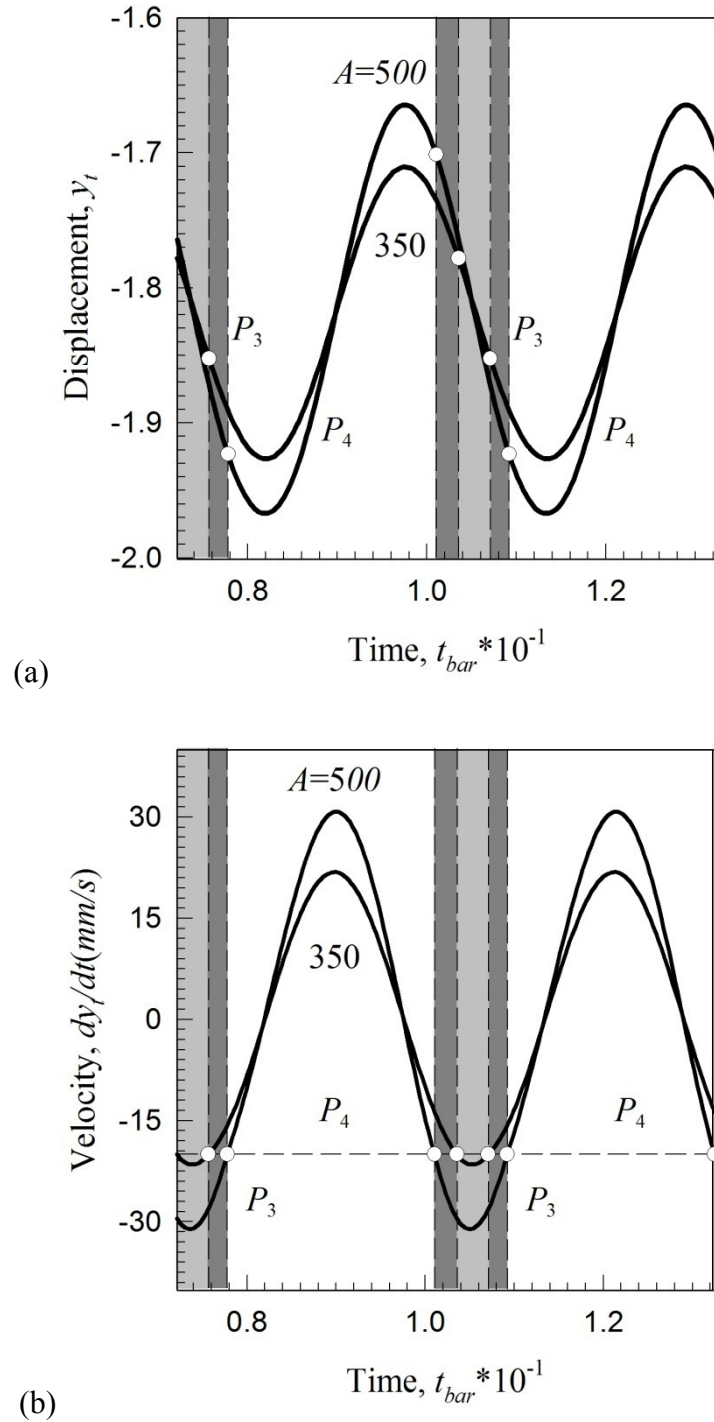 -1.6
A=500
-1.7
350
-1.8
P3
P3
-1.9
P4
P4
-2.0
0.8 1.0 1.2
Displacement, yt
Time, tbar*10-1
(a)
A=500
30
15
350
0
P4
P4
-15
P3
P3
-30
0.8 1.0 1.2
Velocity, dyt/dt(mm/s)
Time, tbar*10-1
(b)